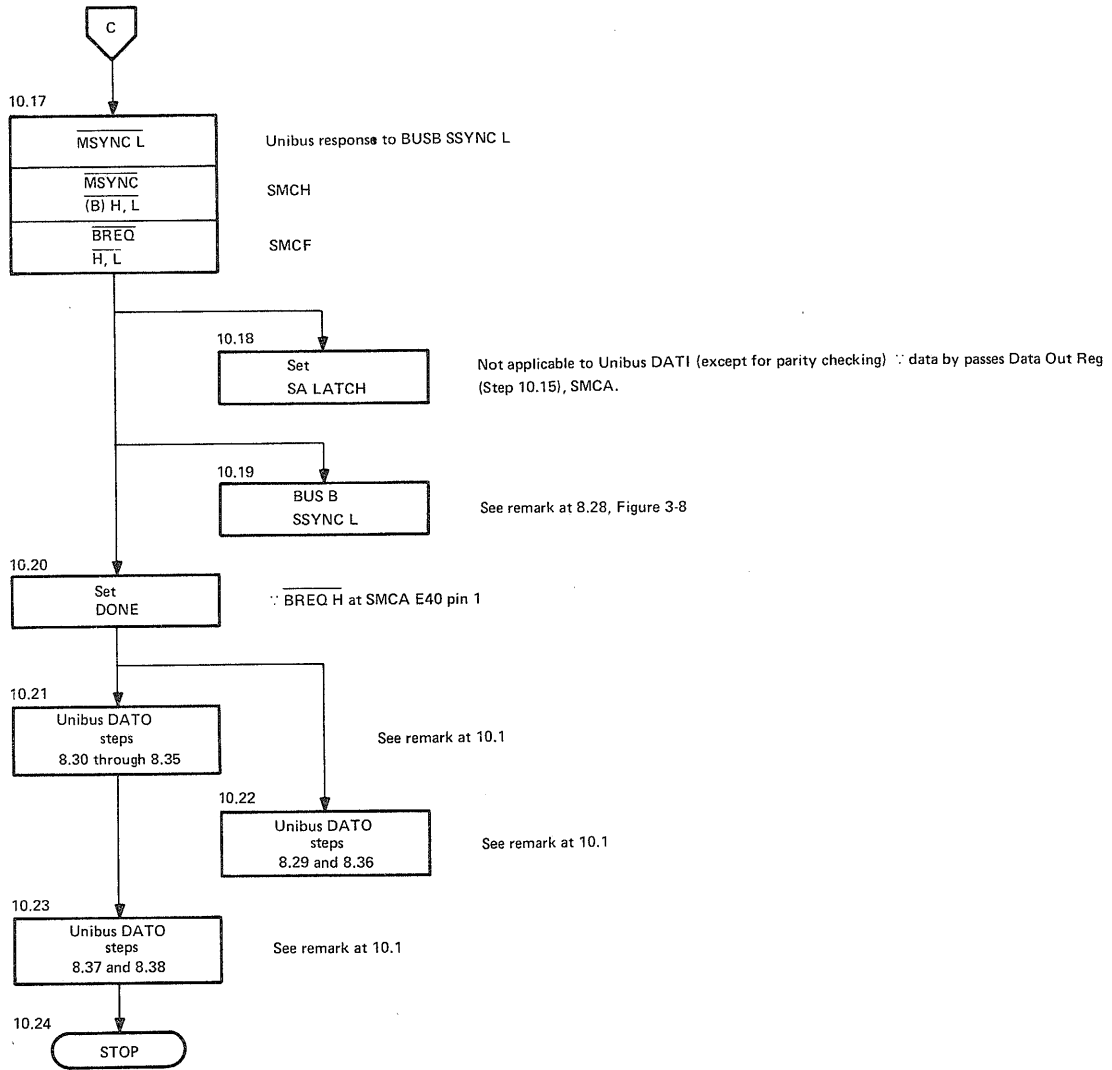 C
10.17
MSYNC L
Unibus response to BUSB SSYNC L
MSYNC
(B) H, L
SMCH
BREQ
H, L
SMCF
10.18
Set
SA LATCH
Not applicable to Unibus DATI (except for parity checking) ∵ data by passes Data Out Reg
(Step 10.15), SMCA.
10.19
BUS B
SSYNC L
See remark at 8.28, Figure 3-8
10.20
Set
DONE
∵ BREQ H at SMCA E40 pin 1
10.21
Unibus DATO
steps
8.30 through 8.35
See remark at 10.1
10.22
Unibus DATO
steps
8.29 and 8.36
See remark at 10.1
10.23
Unibus DATO
steps
8.37 and 8.38
See remark at 10.1
10.24
STOP